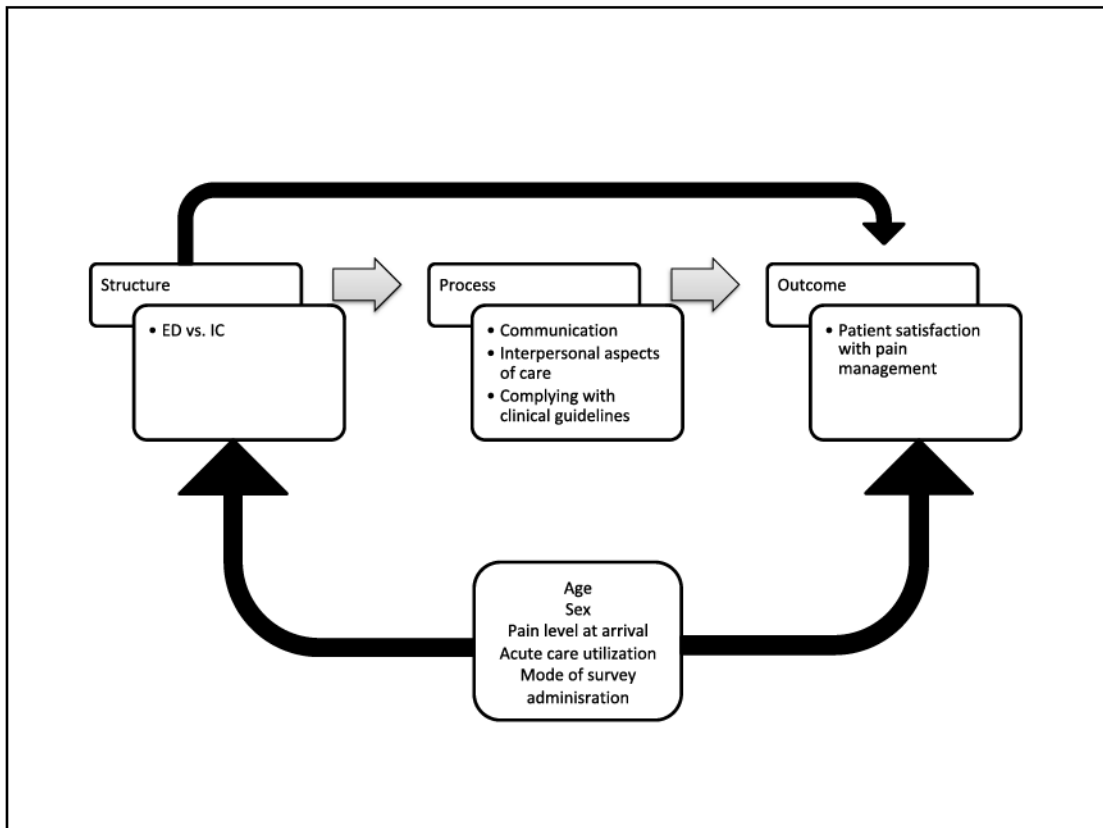 Structure
• ED vs. IC
Process
• Communication
• Interpersonal aspects
of care
• Complying with
clinical guidelines
Outcome
• Patient satisfaction
with pain
management
Age
Sex
Pain level at arrival
Acute care utilization
Mode of survey
adminisration